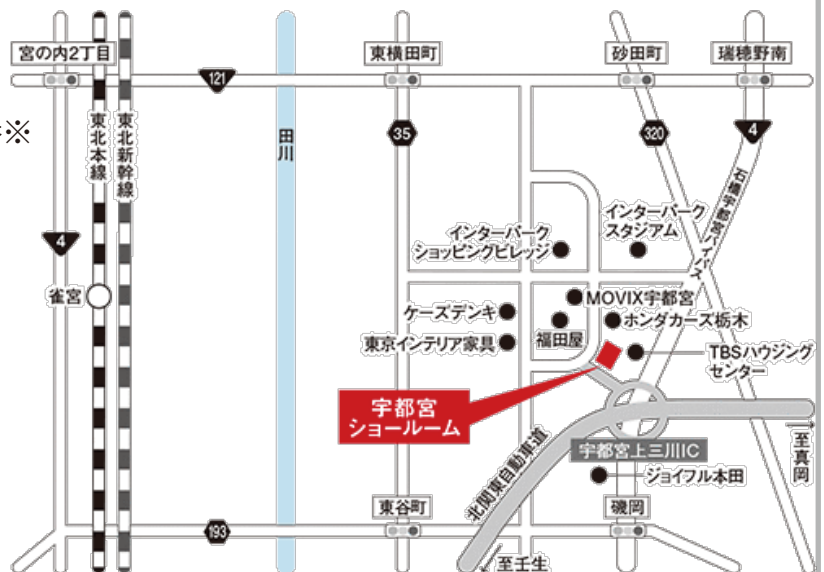 宮の内2丁目
東横田町
砂田町
瑞穂野南
121
※
東北本線
東北新幹線
田川
35
320
4
石橋宇都宮バイパス
4
インターパーク
スタジアム
インターパーク
ショッピングビレッジ
雀宮
MOVIX宇都宮
ケーズデンキ
ホンダカーズ栃木
福田屋
東京インテリア家具
TBSハウジング
センター
宇都宮
ショールーム
北関東自動車道
宇都宮上三川IC
至真岡
ジョイフル本田
東谷町
磯岡
193
至壬生